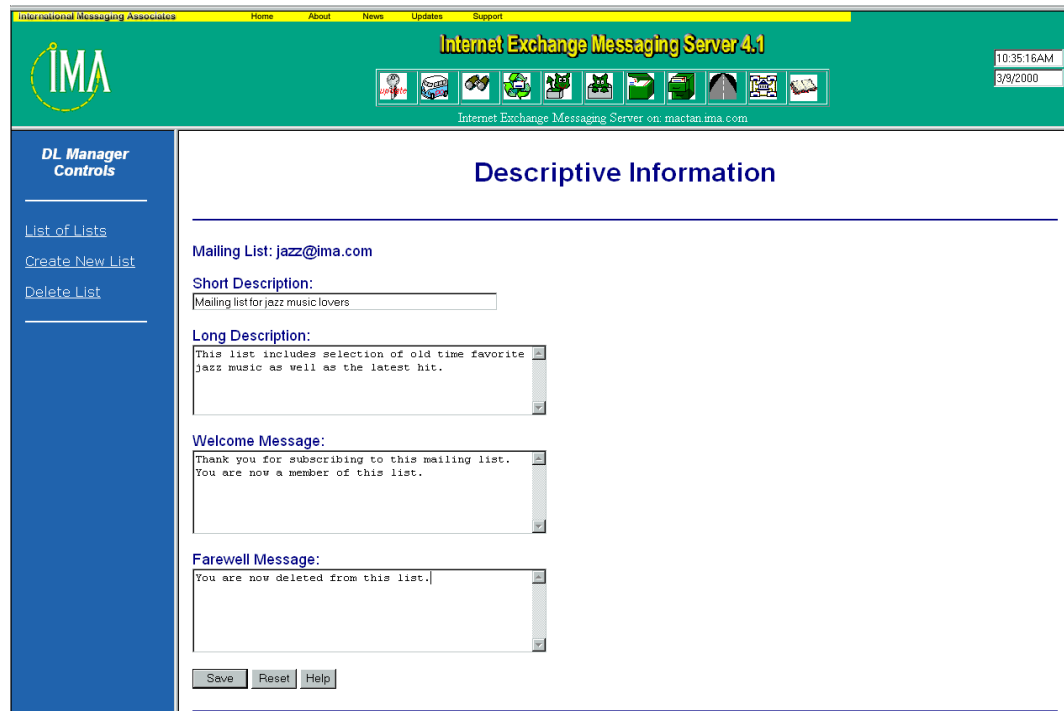 International Messaging Associates
Home About News Updates Support
IMA
Internet Exchange Messaging Server 4.1
update
Internet Exchange Messaging Server on: mactan.ima.com
10:35:16AM
3/9/2000
DL Manager
Controls
List of Lists
Create New List
Delete List
Descriptive Information
Mailing List: jazz@ima.com
Short Description:
Mailing list for jazz music lovers
Long Description:
This list includes selection of old time favorite
jazz music as well as the latest hit.
Welcome Message:
Thank you for subscribing to this mailing list.
You are now a member of this list.
Farewell Message:
You are now deleted from this list.
Save Reset Help